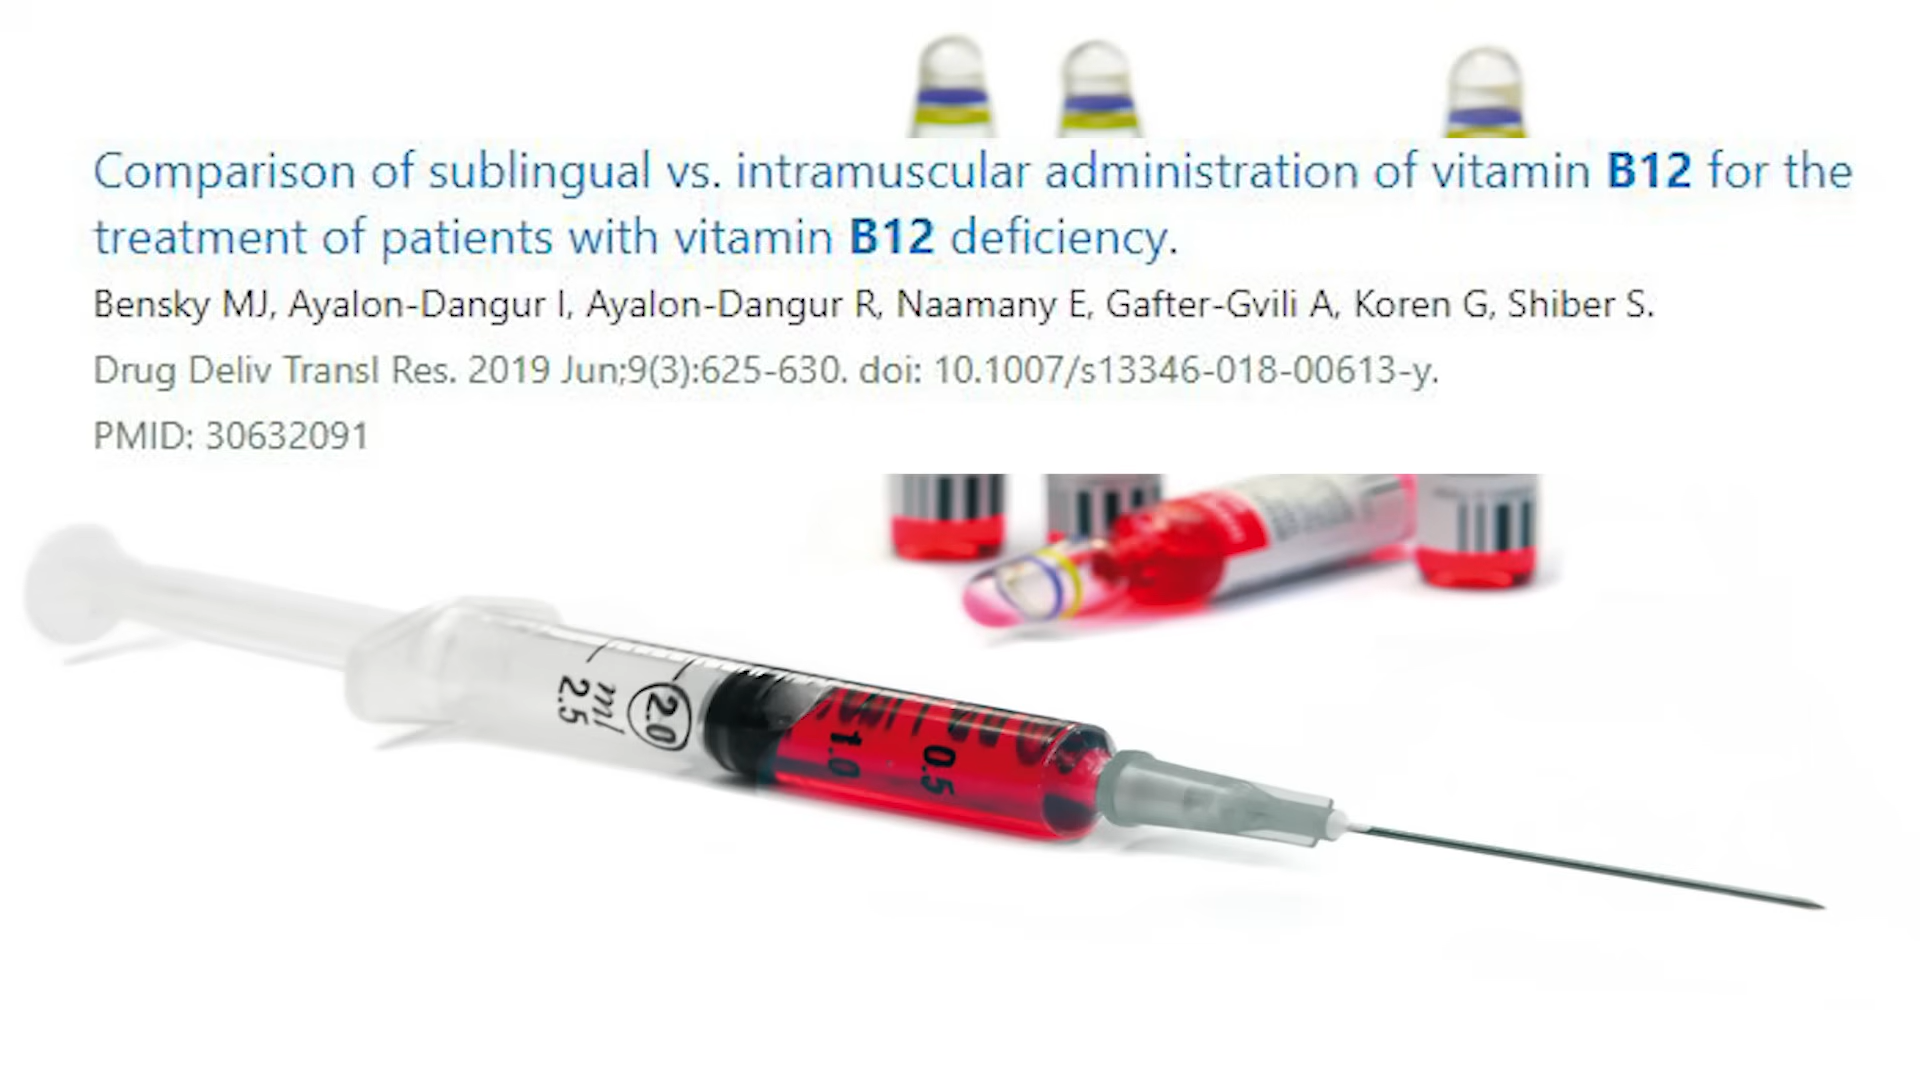 Comparison of sublingual vs. intramuscular administration of vitamin B12 for the
treatment of patients with vitamin B12 deficiency.
Bensky MJ, Ayalon-Dangur I, Ayalon-Dangur R, Naamany E, Gafter-Gvili A, Koren G, Shiber S.
Drug Deliv Transl Res. 2019 Jun;9(3):625-630. doi: 10.1007/s13346-018-00613-y.
PMID: 30632091
ml
2.5
2.0
1.0
0.5